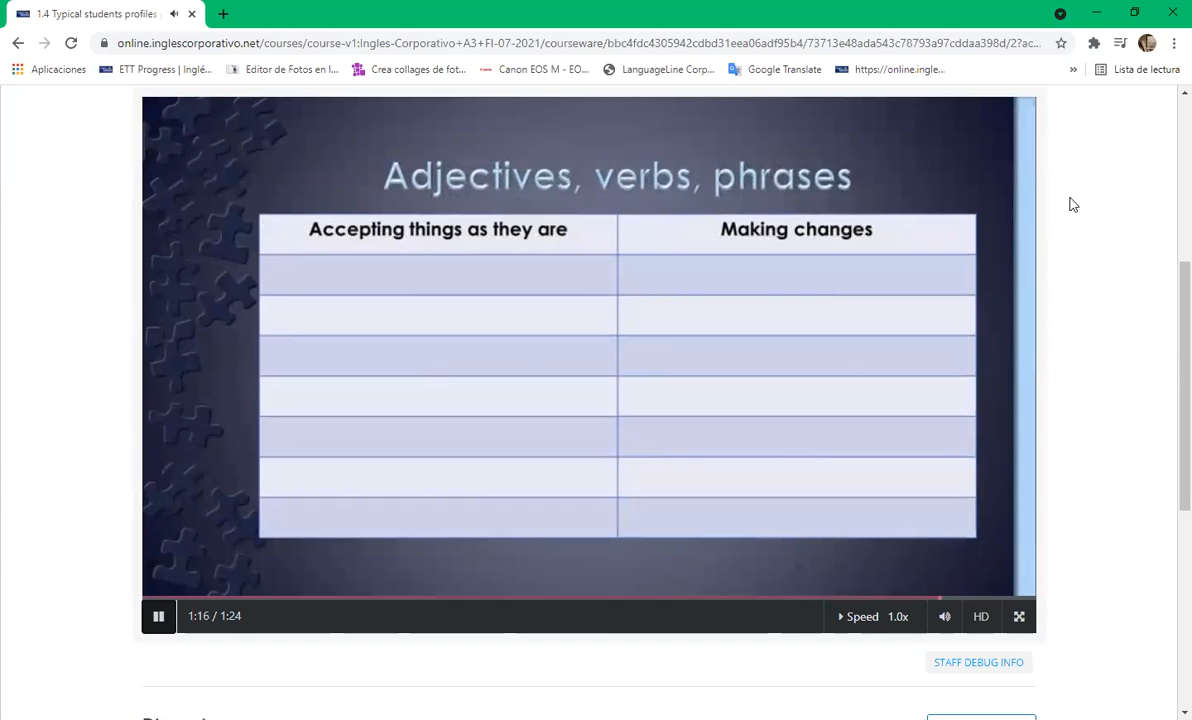 1.4 Typical students profiles
online.inglescorporativo.net/courses/course-v1:Ingles-Corporativo+A3+FI-07-2021/courseware/bbc4fdc4305942cdbd31eea06adf95b4/73713e48ada543c78793a97cddaa398d/2?ac...
Aplicaciones ETT Progress | Inglé... Editor de Fotos en l... Crea collages de fot... Canon EOS M - EO... LanguageLine Corp... Google Translate https://online.ingle... » Lista de lectura
Adjectives, verbs, phrases
Accepting things as they are Making changes
1:16 / 1:24 Speed 1.0x HD
STAFF DEBUG INFO